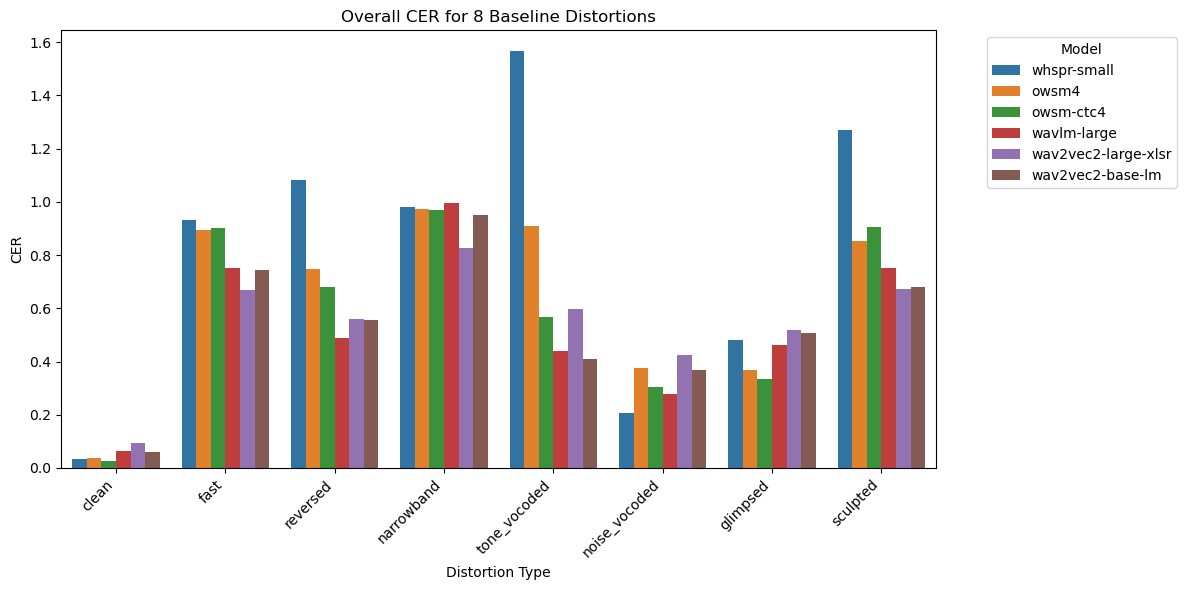 Overall CER for 8 Baseline Distortions
Model
whspr-small
owsm4
owsm-ctc4
wavlm-large
wav2vec2-large-xlsr
wav2vec2-base-lm
CER
1.6
1.4
1.2
1.0
0.8
0.6
0.4
0.2
0.0
clean
fast
reversed
narrowband
tone_vocoded
noise_vocoded
glimpsed
sculpted
Distortion Type